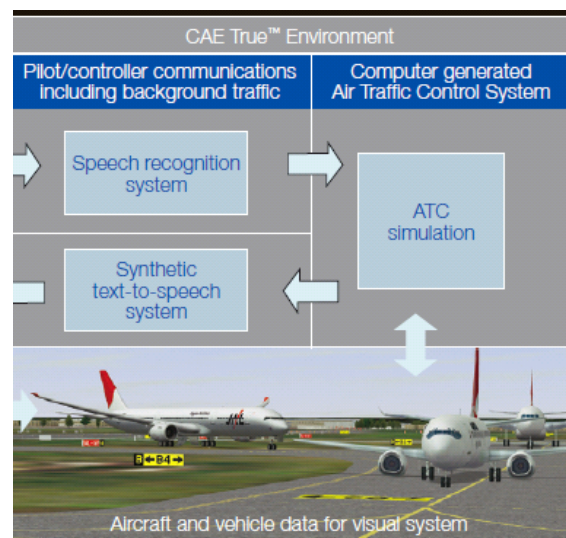 CAE True™ Environment
Pilot/controller communications
including background traffic
Computer generated
Air Traffic Control System
Speech recognition
system
ATC
simulation
Synthetic
text-to-speech
system
B←B4→
Aircraft and vehicle data for visual system